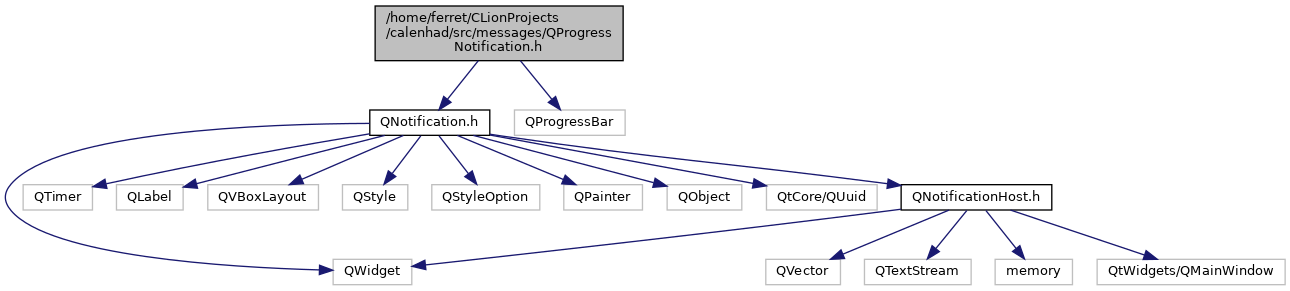 /home/ferret/CLionProjects
/calenhad/src/messages/QProgress
Notification.h
QNotification.h
QProgressBar
QTimer
QLabel
QVBoxLayout
QStyle
QStyleOption
QPainter
QObject
QtCore/QUuid
QNotificationHost.h
QWidget
QVector
QTextStream
memory
QtWidgets/QMainWindow